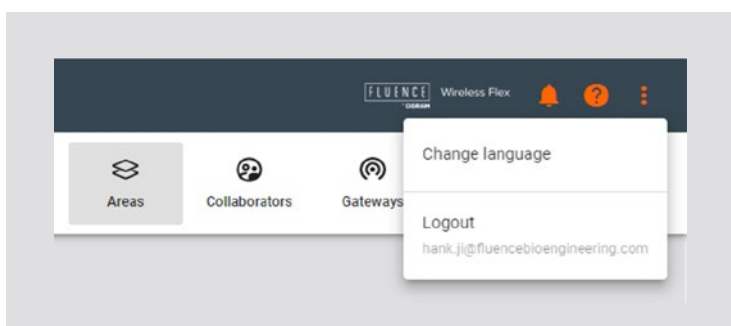 FLUENCE Wireless Flex
OSRAM
Change language
Areas Collaborators Gateways
Logout
hank.ji@fluencebioengineering.com